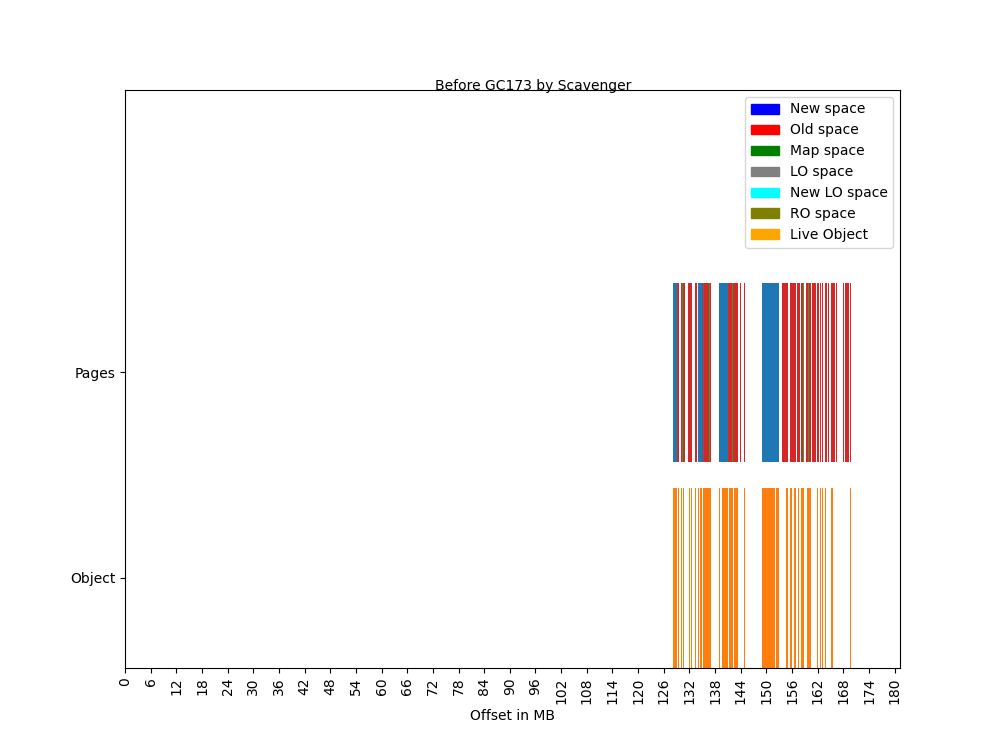 Before GC173 by Scavenger
New space
Old space
Map space
LO space
New LO space
RO space
Live Object
Pages
Object
0 6 12 18 24 30 36 42 48 54 60 66 72 78 84 90 96 102 108 114 120 126 132 138 144 150 156 162 168 174 180
Offset in MB